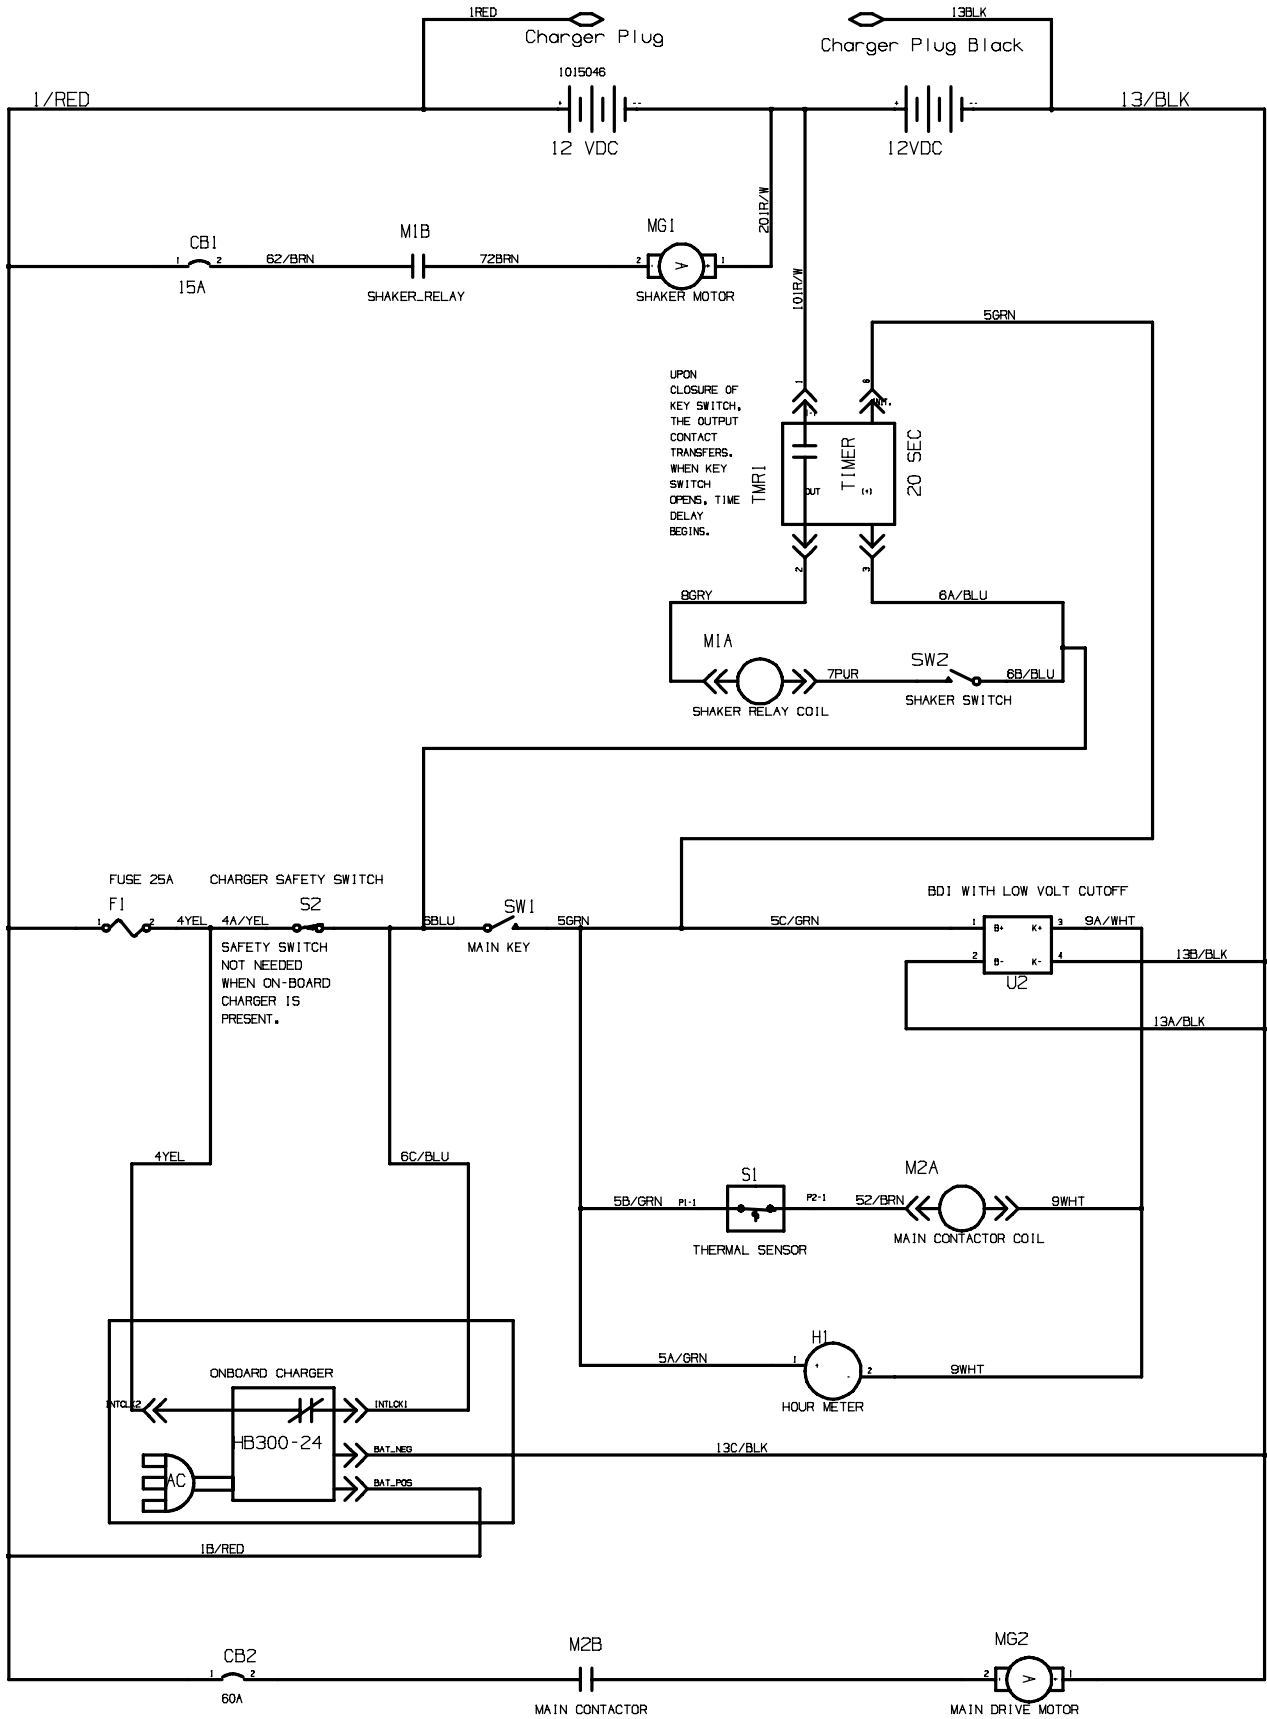 1RED
13BLK
Charger Plug
Charger Plug Black
1015046
1/RED
+
--
+
--
13/BLK
12 VDC
12VDC
201R/W
M1B
MG1
CB1
1
2
62/BRN
72BRN
2
-
A
+
1
15A
SHAKER_RELAY
SHAKER MOTOR
101R/W
5GRN
UPON
CLOSURE OF
KEY SWITCH,
THE OUTPUT
CONTACT
TRANSFERS.
WHEN KEY
SWITCH
OPENS, TIME
DELAY
BEGINS.
1
6
TMR1
TIMER
20 SEC
OUT
(+)
2
3
8GRY
6A/BLU
M1A
SW2
7PUR
6B/BLU
SHAKER RELAY COIL
SHAKER SWITCH
FUSE 25A
CHARGER SAFETY SWITCH
BDI WITH LOW VOLT CUTOFF
F1
S2
SW1
1
2
4YEL
4A/YEL
6BLU
5GRN
5C/GRN
1
B+
K+
3
9A/WHT
MAIN KEY
SAFETY SWITCH
NOT NEEDED
WHEN ON-BOARD
CHARGER IS
PRESENT.
2
B-
K-
4
13B/BLK
U2
13A/BLK
4YEL
6C/BLU
S1
M2A
5B/GRN
P1-1
P2-1
52/BRN
9WHT
THERMAL SENSOR
MAIN CONTACTOR COIL
H1
5A/GRN
1
+
-
2
9WHT
HOUR METER
ONBOARD CHARGER
INTCLK2
INTLCK1
HB300-24
BAT_NEG
13C/BLK
AC
BAT_POS
1B/RED
CB2
1
2
60A
M2B
MAIN CONTACTOR
MG2
2
-
A
+
1
MAIN DRIVE MOTOR